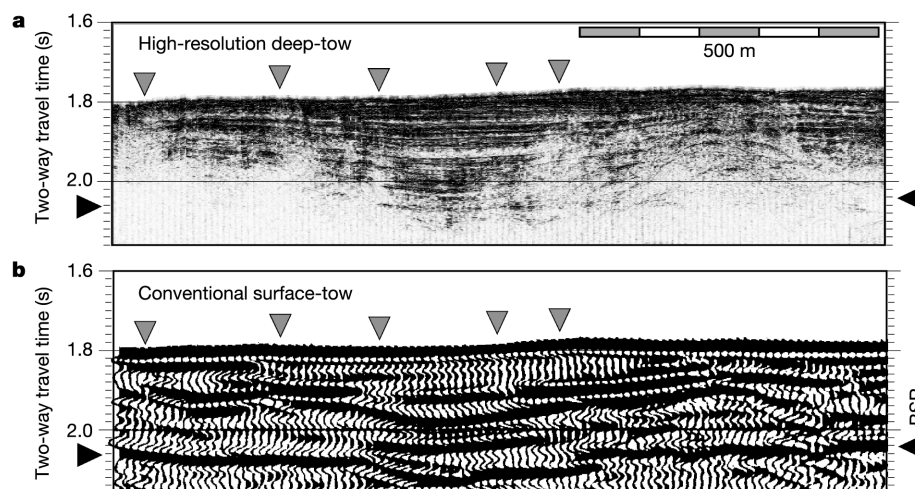 a
1.6
High-resolution deep-tow
500 m
Two-way travel time (s)
1.8
2.0
b
1.6
Conventional surface-tow
Two-way travel time (s)
1.8
2.0